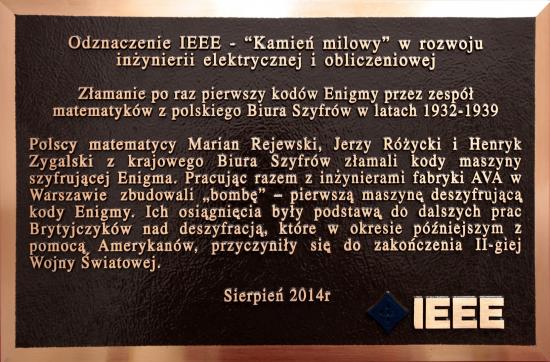 Odznaczenie IEEE - “Kamień milowy” w rozwoju
inżynierii elektrycznej i obliczeniowej
Złamanie po raz pierwszy kodów Enigmy przez zespół
matematyków z polskiego Biura Szyfrów w latach 1932-1939
Polscy matematycy Marian Rejewski, Jerzy Różycki i Henryk
Zygalski z krajowego Biura Szyfrów złamali kody maszyny
szyfrującej Enigma. Pracując razem z inżynierami fabryki AVA w
Warszawie zbudowali „bombę” – pierwszą maszynę deszyfrującą
kody Enigmy. Ich osiągnięcia były podstawą do dalszych prac
Brytyjczyków nad deszyfracją, które w okresie późniejszym z
pomocą Amerykanów, przyczyniły się do zakończenia II-giej
Wojny Światowej.
Sierpień 2014r
IEEE